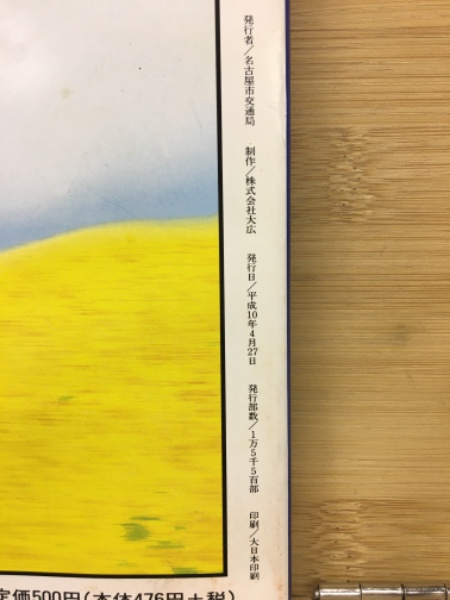 発行者/名古屋市交通局 制作/株式会社大広 発行日/平成10年4月27日 発行部数/1万5千5百部 印刷/大日本印刷
定価500円(本体476円+税)